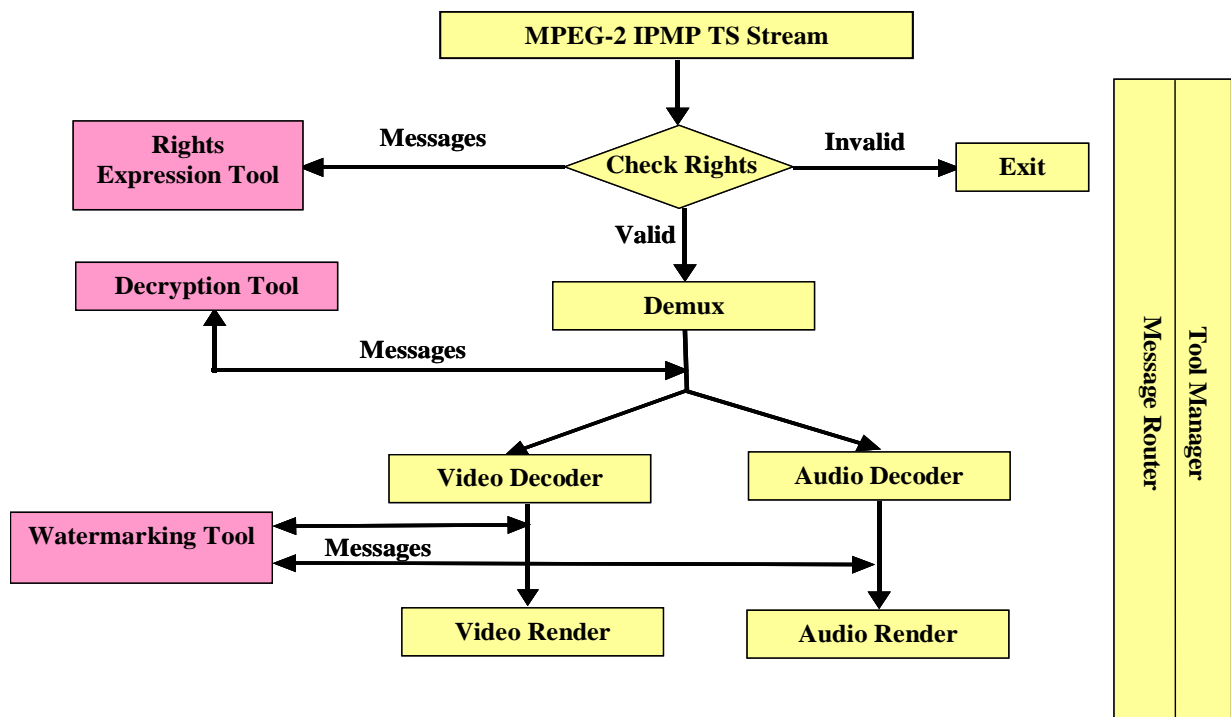 MPEG-2 IPMP TS Stream
Messages
Rights
Expression Tool
Check Rights
Invalid
Exit
Valid
Decryption Tool
Demux
Messages
Video Decoder
Audio Decoder
Watermarking Tool
Messages
Video Render
Audio Render
Message Router
Tool Manager